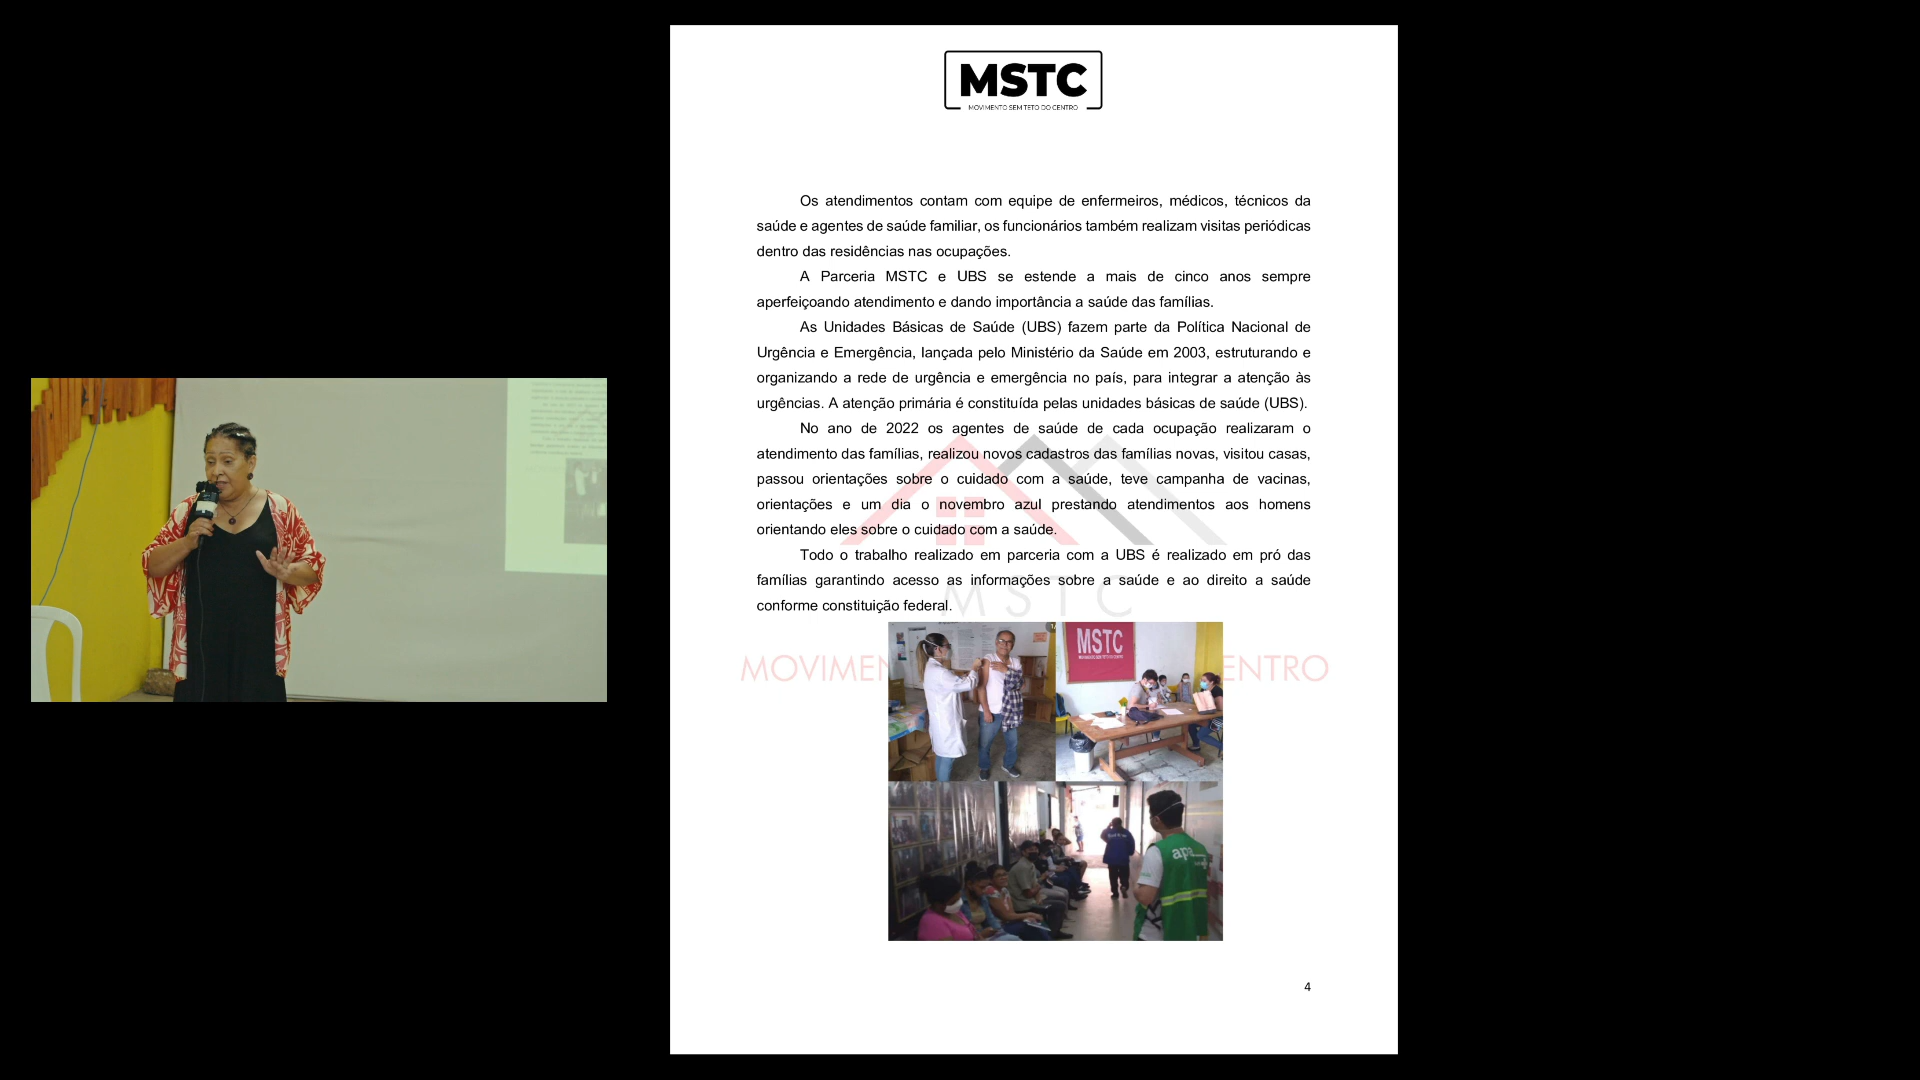 MSTC
MOVIMENTO SEM TETO DO CENTRO
Os atendimentos contam com equipe de enfermeiros, médicos, técnicos da
saúde e agentes de saúde familiar, os funcionários também realizam visitas periódicas
dentro das residências nas ocupações.
A Parceria MSTC e UBS se estende a mais de cinco anos sempre
aperfeiçoando atendimento e dando importância a saúde das famílias.
As Unidades Básicas de Saúde (UBS) fazem parte da Política Nacional de
Urgência e Emergência, lançada pelo Ministério da Saúde em 2003, estruturando e
organizando a rede de urgência e emergência no país, para integrar a atenção às
urgências. A atenção primária é constituída pelas unidades básicas de saúde (UBS).
No ano de 2022 os agentes de saúde de cada ocupação realizaram o
atendimento das famílias, realizou novos cadastros das famílias novas, visitou casas,
passou orientações sobre o cuidado com a saúde, teve campanha de vacinas,
orientações e um dia o novembro azul prestando atendimentos aos homens
orientando eles sobre o cuidado com a saúde.
Todo o trabalho realizado em parceria com a UBS é realizado em pró das
famílias garantindo acesso as informações sobre a saúde e ao direito a saúde
conforme constituição federal.
MSTC
MOVIMEN ENTRO
MSTC
apa
4